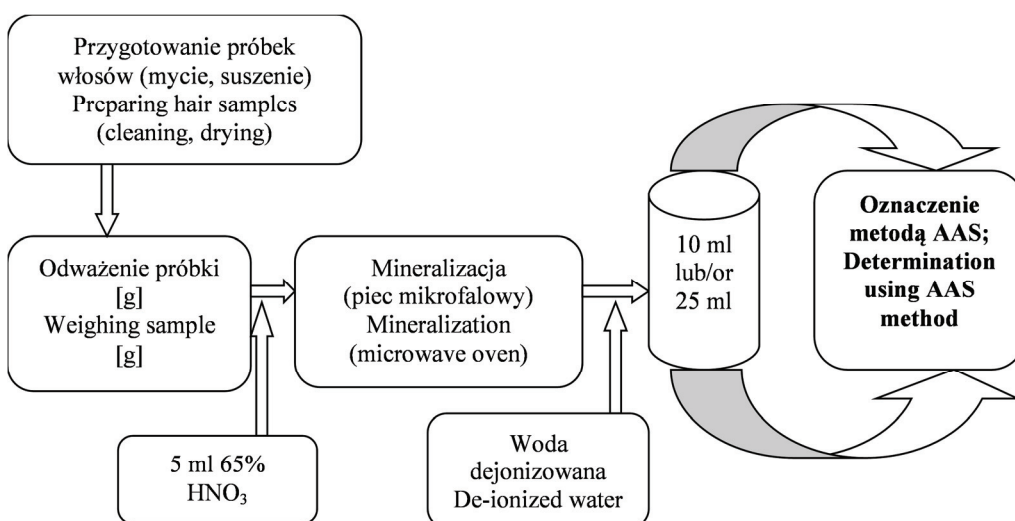 Przygotowanie próbek
włosów (mycie, suszenie)
Preparing hair samples
(cleaning, drying)
Odważenie próbki
[g]
Weighing sample
[g]
5 ml 65%
HNO₃
Mineralizacja
(piec mikrofalowy)
Mineralization
(microwave oven)
Woda
dejonizowana
De-ionized water
10 ml
lub/or
25 ml
Oznaczenie
metodą AAS;
Determination
using AAS
method